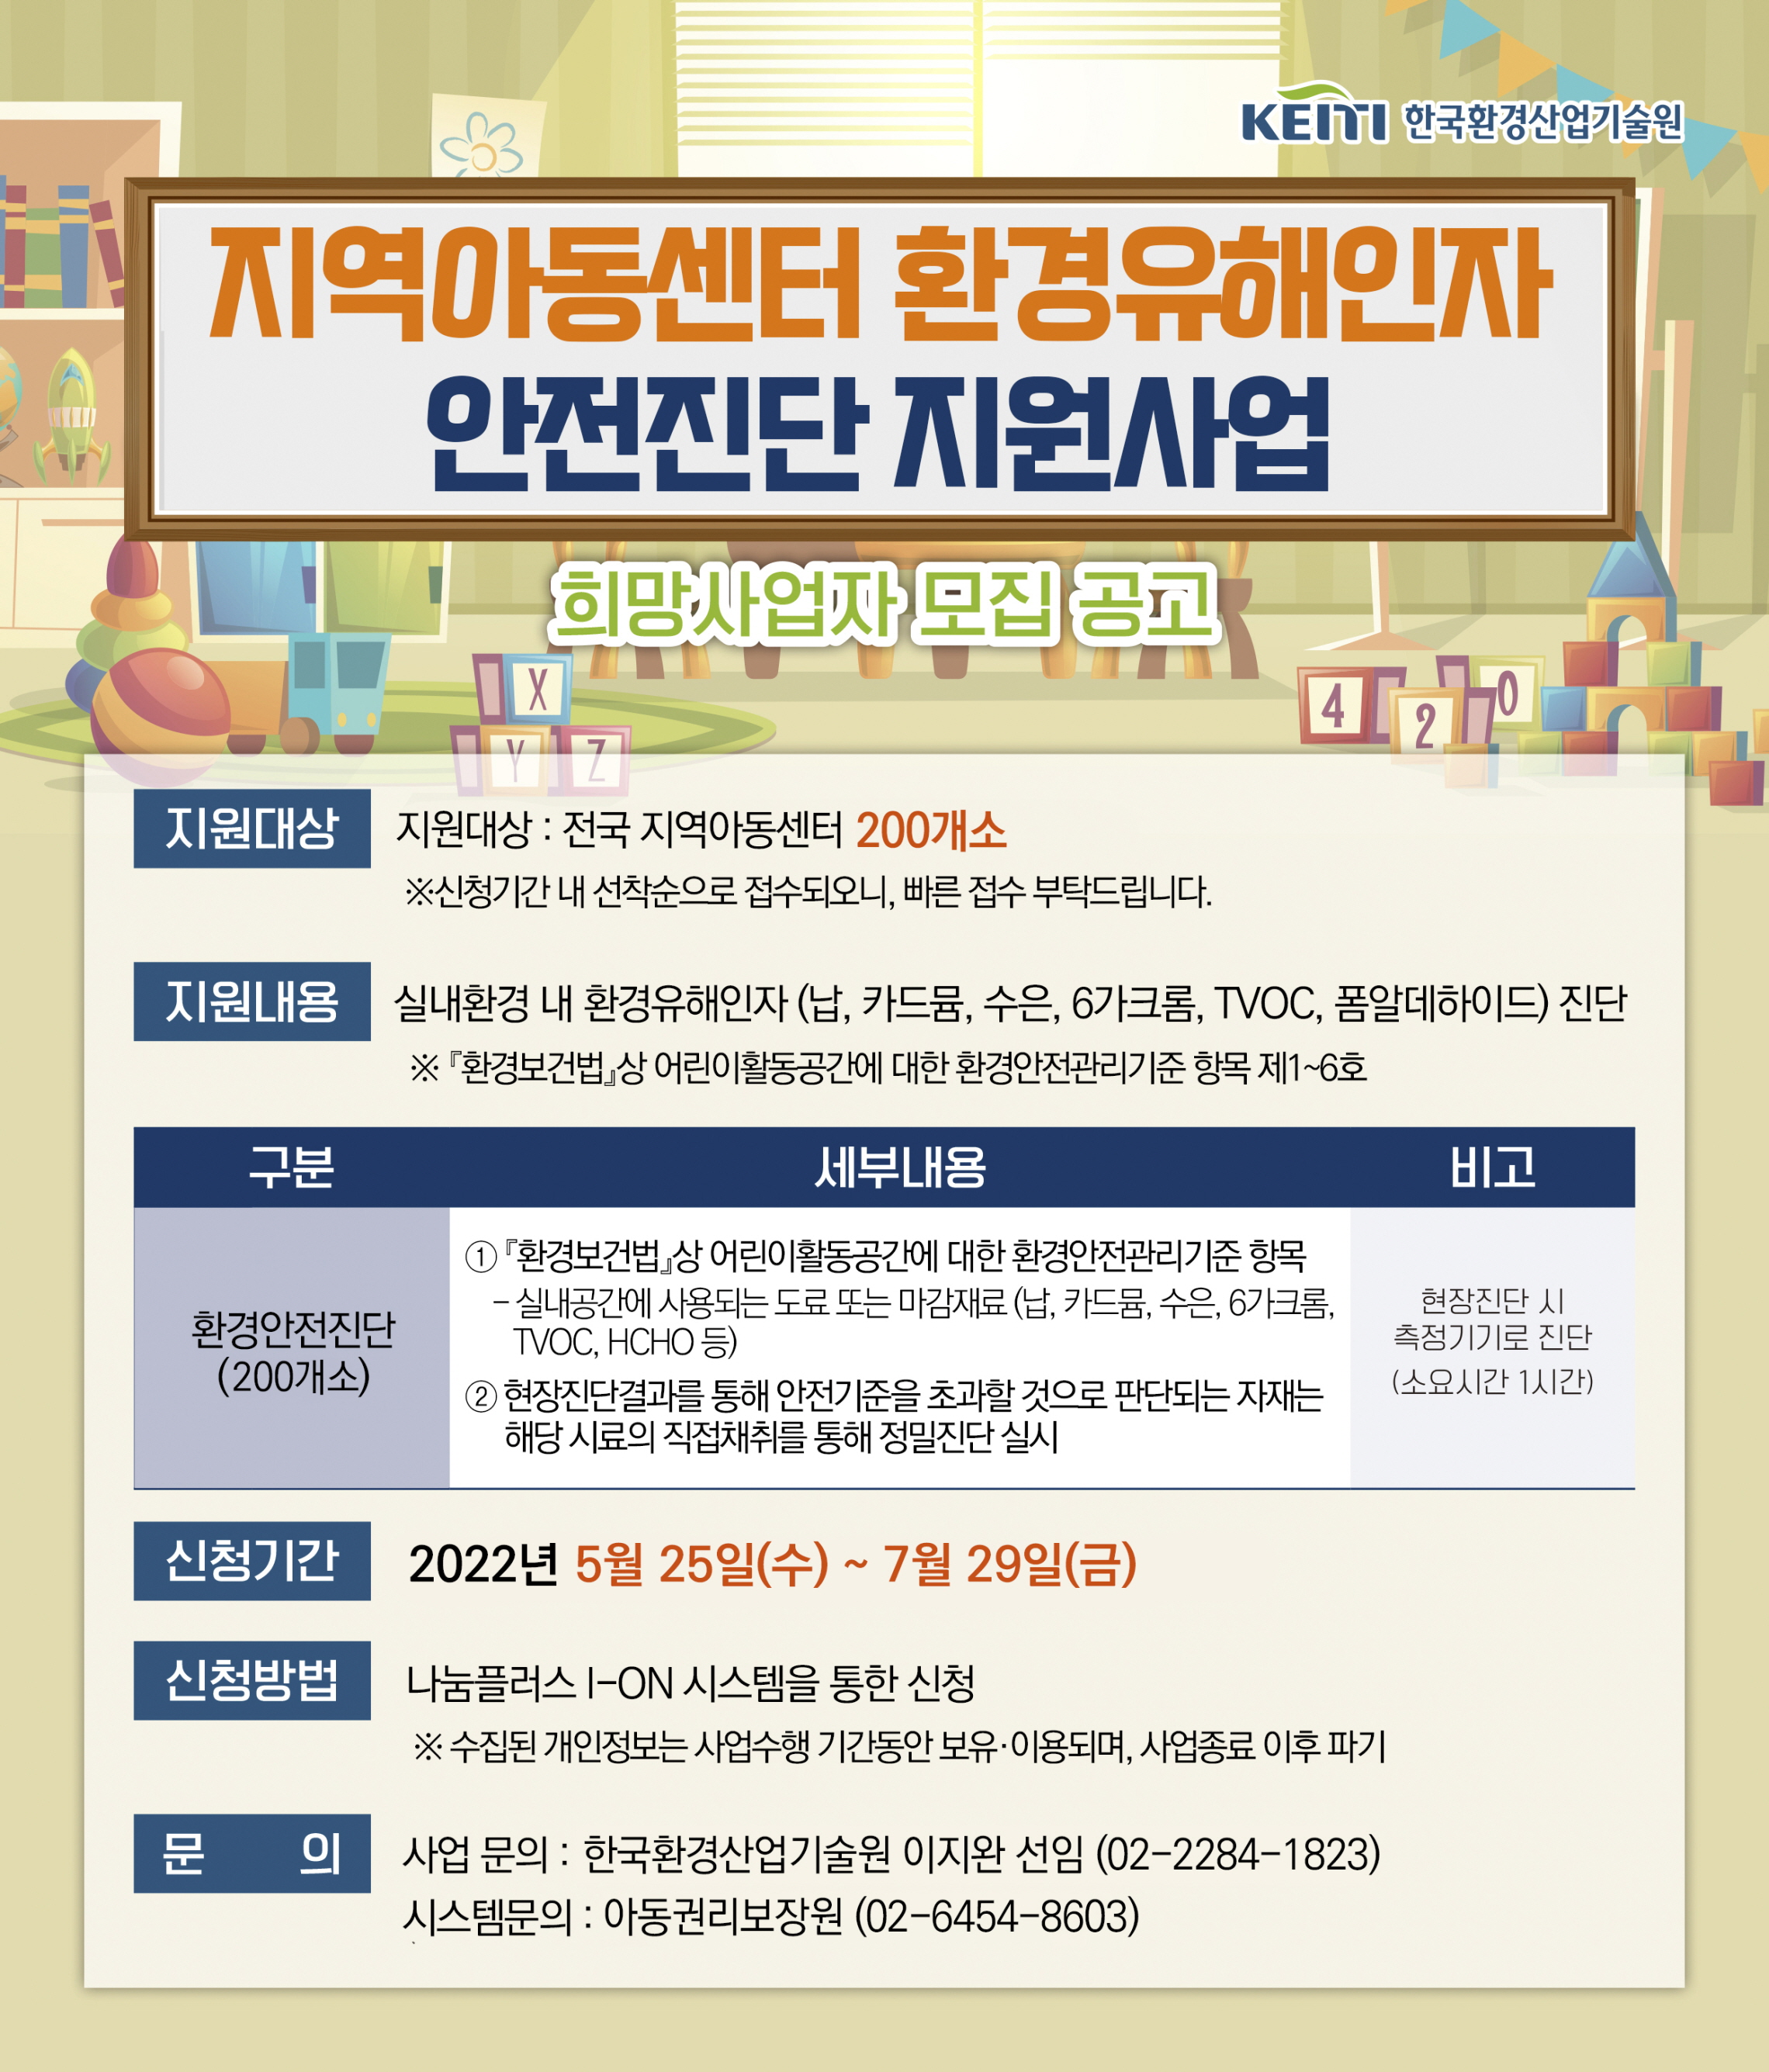 KEITI 한국환경산업기술원
지역아동센터 환경유해인자
안전진단 지원사업
희망사업자 모집 공고
X
Y Z
4 2 0
지원대상
지원대상 : 전국 지역아동센터 200개소
※신청기간 내 선착순으로 접수되오니, 빠른 접수 부탁드립니다.
지원내용
실내환경 내 환경유해인자 (납, 카드뮴, 수은, 6가크롬, TVOC, 폼알데하이드) 진단
※『환경보건법』상 어린이활동공간에 대한 환경안전관리기준 항목 제1~6호
구분 세부내용 비고
환경안전진단
(200개소)
①『환경보건법』상 어린이활동공간에 대한 환경안전관리기준 항목
- 실내공간에 사용되는 도료 또는 마감재료 (납, 카드뮴, 수은, 6가크롬,
TVOC, HCHO 등)
② 현장진단결과를 통해 안전기준을 초과할 것으로 판단되는 자재는
해당 시료의 직접채취를 통해 정밀진단 실시
현장진단 시
측정기기로 진단
(소요시간 1시간)
신청기간
2022년 5월 25일(수) ~ 7월 29일(금)
신청방법
나눔플러스 I-ON 시스템을 통한 신청
※ 수집된 개인정보는 사업수행 기간동안 보유·이용되며, 사업종료 이후 파기
문 의
사업 문의 : 한국환경산업기술원 이지완 선임 (02-2284-1823)
시스템문의 : 아동권리보장원 (02-6454-8603)